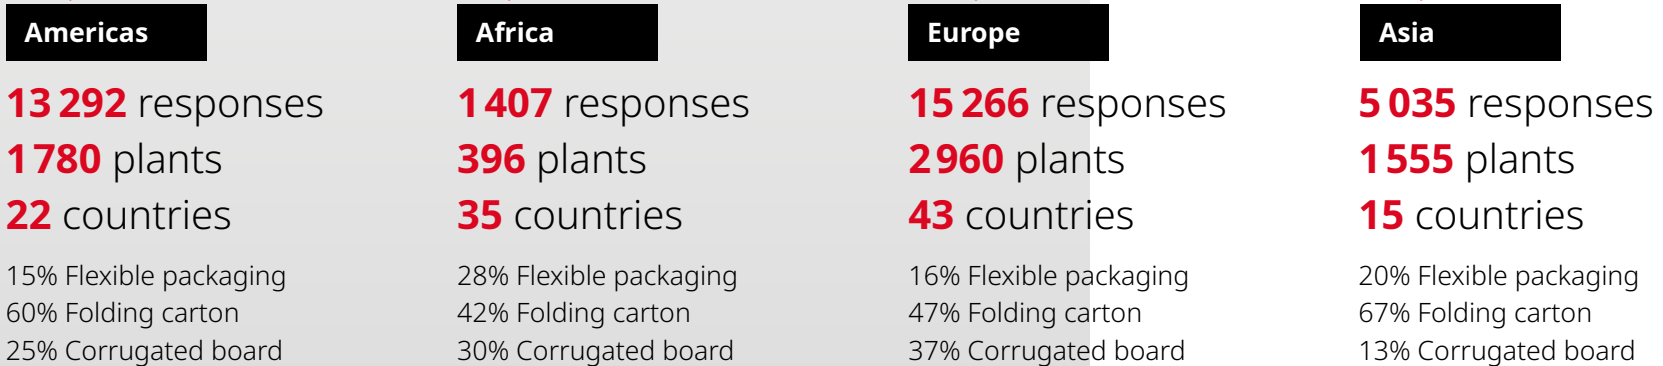 Americas
13 292 responses
1 780 plants
22 countries
15% Flexible packaging
60% Folding carton
25% Corrugated board
Africa
1 407 responses
396 plants
35 countries
28% Flexible packaging
42% Folding carton
30% Corrugated board
Europe
15 266 responses
2 960 plants
43 countries
16% Flexible packaging
47% Folding carton
37% Corrugated board
Asia
5 035 responses
1 555 plants
15 countries
20% Flexible packaging
67% Folding carton
13% Corrugated board